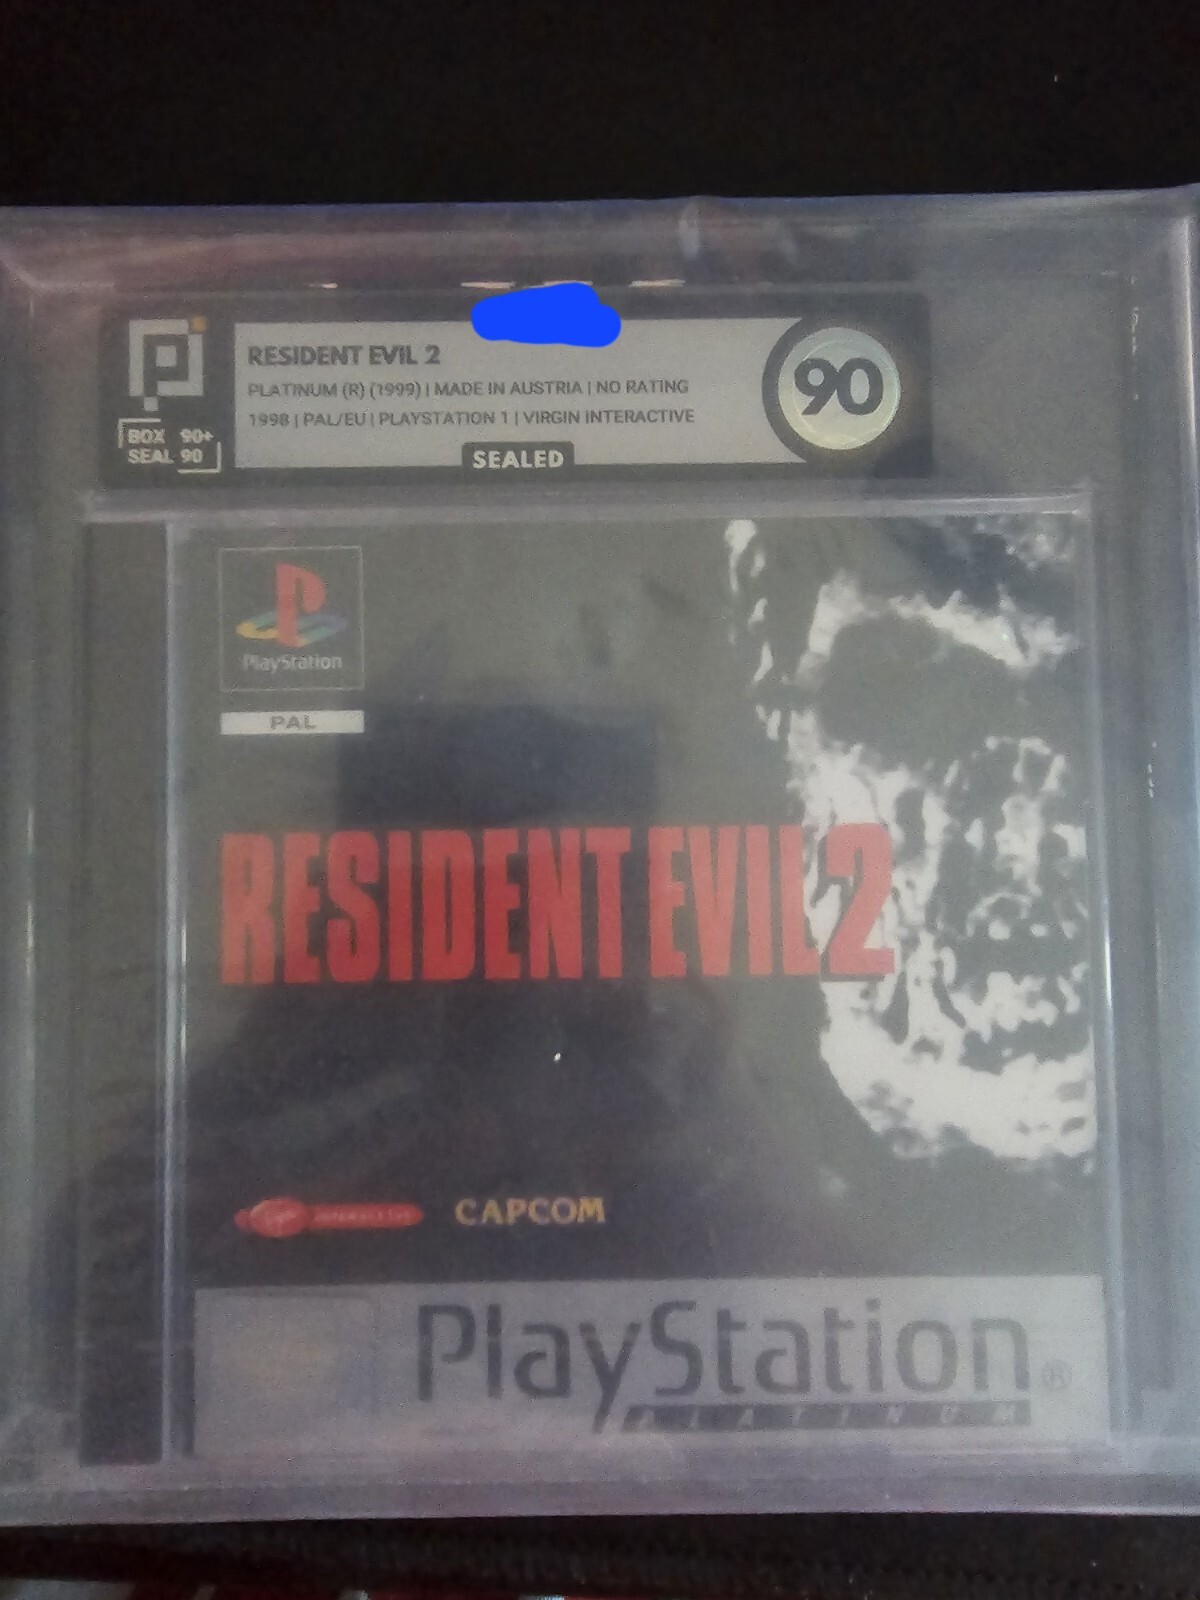 RESIDENT EVIL 2
PLATINUM (R) (1999) | MADE IN AUSTRIA | NO RATING
1998 | PAL/EU | PLAYSTATION 1 | VIRGIN INTERACTIVE
SEALED
90
BOX 90+
SEAL 90
PlayStation
PAL
RESIDENT EVIL 2
CAPCOM
PlayStation®
PLATINUM